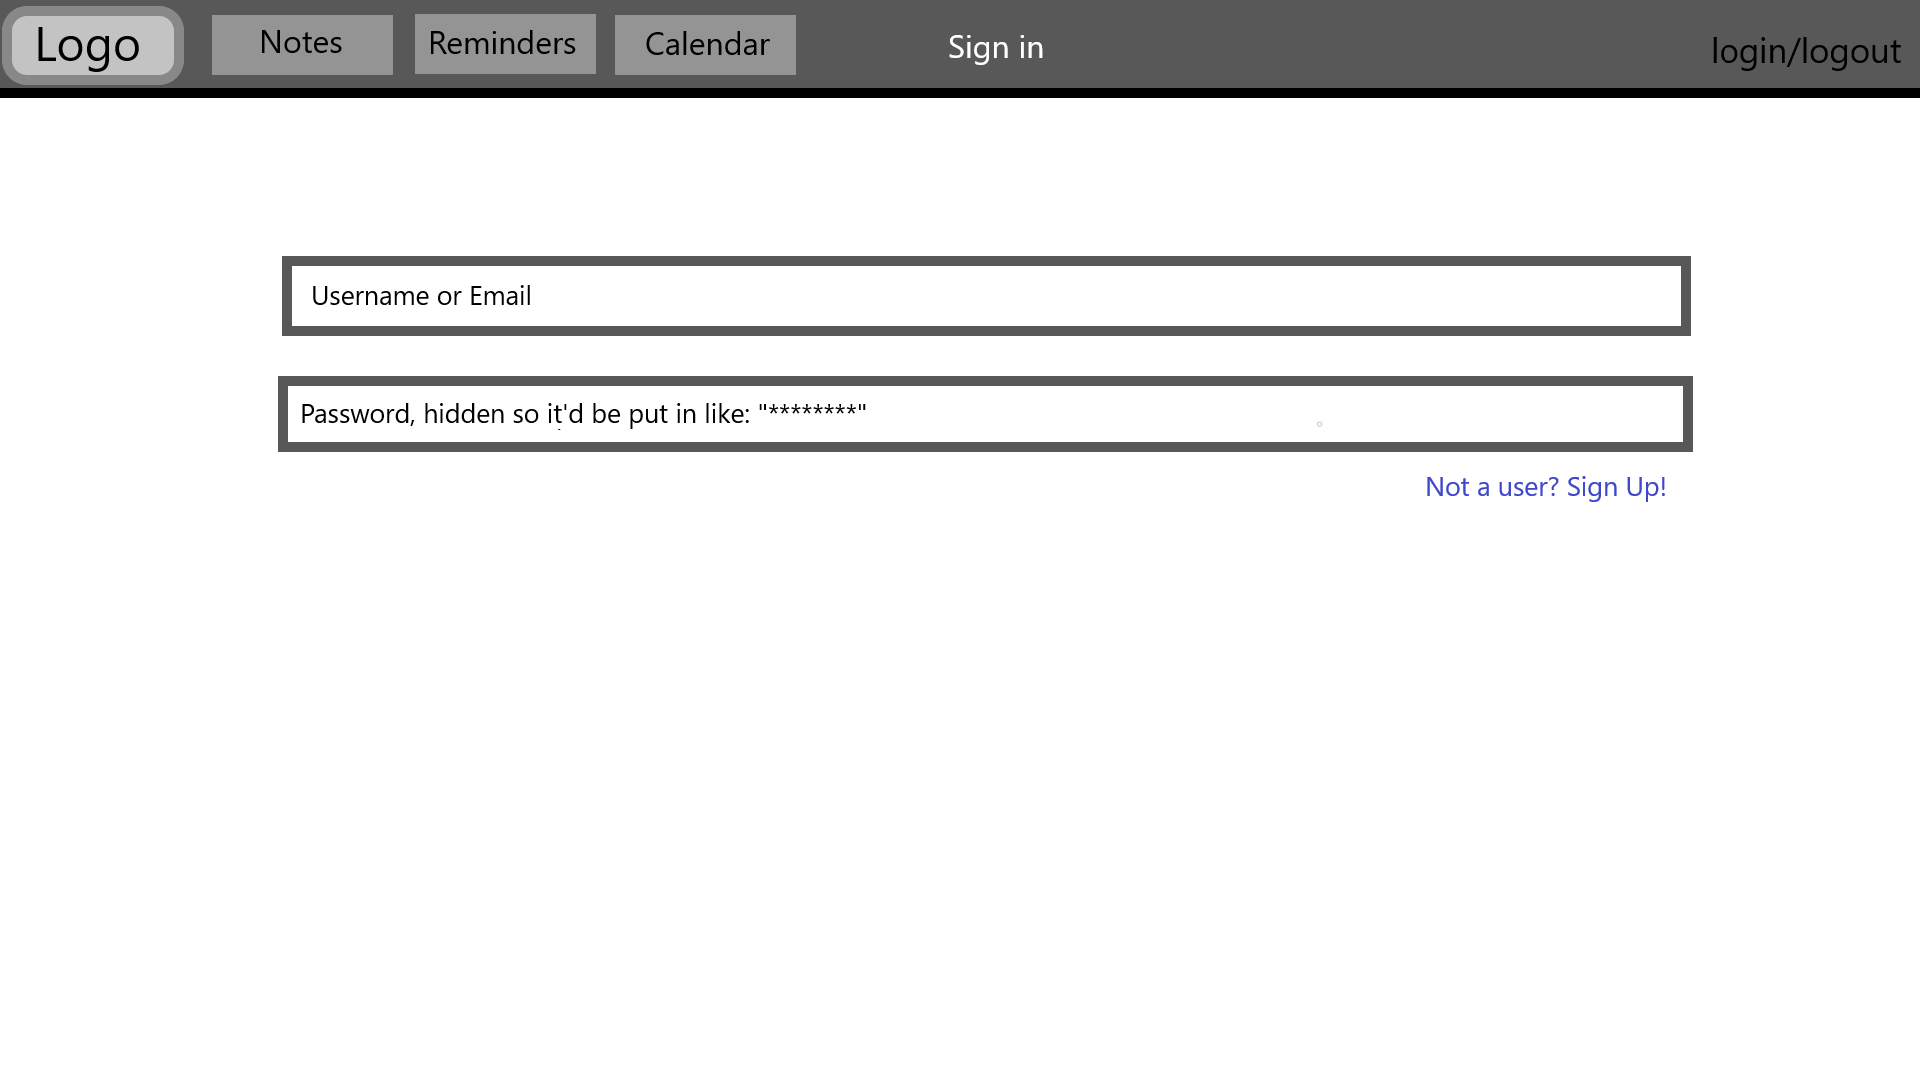 Logo
Notes
Reminders
Calendar
Sign in
login/logout
Username or Email
Password, hidden so it'd be put in like: "********"
Not a user? Sign Up!